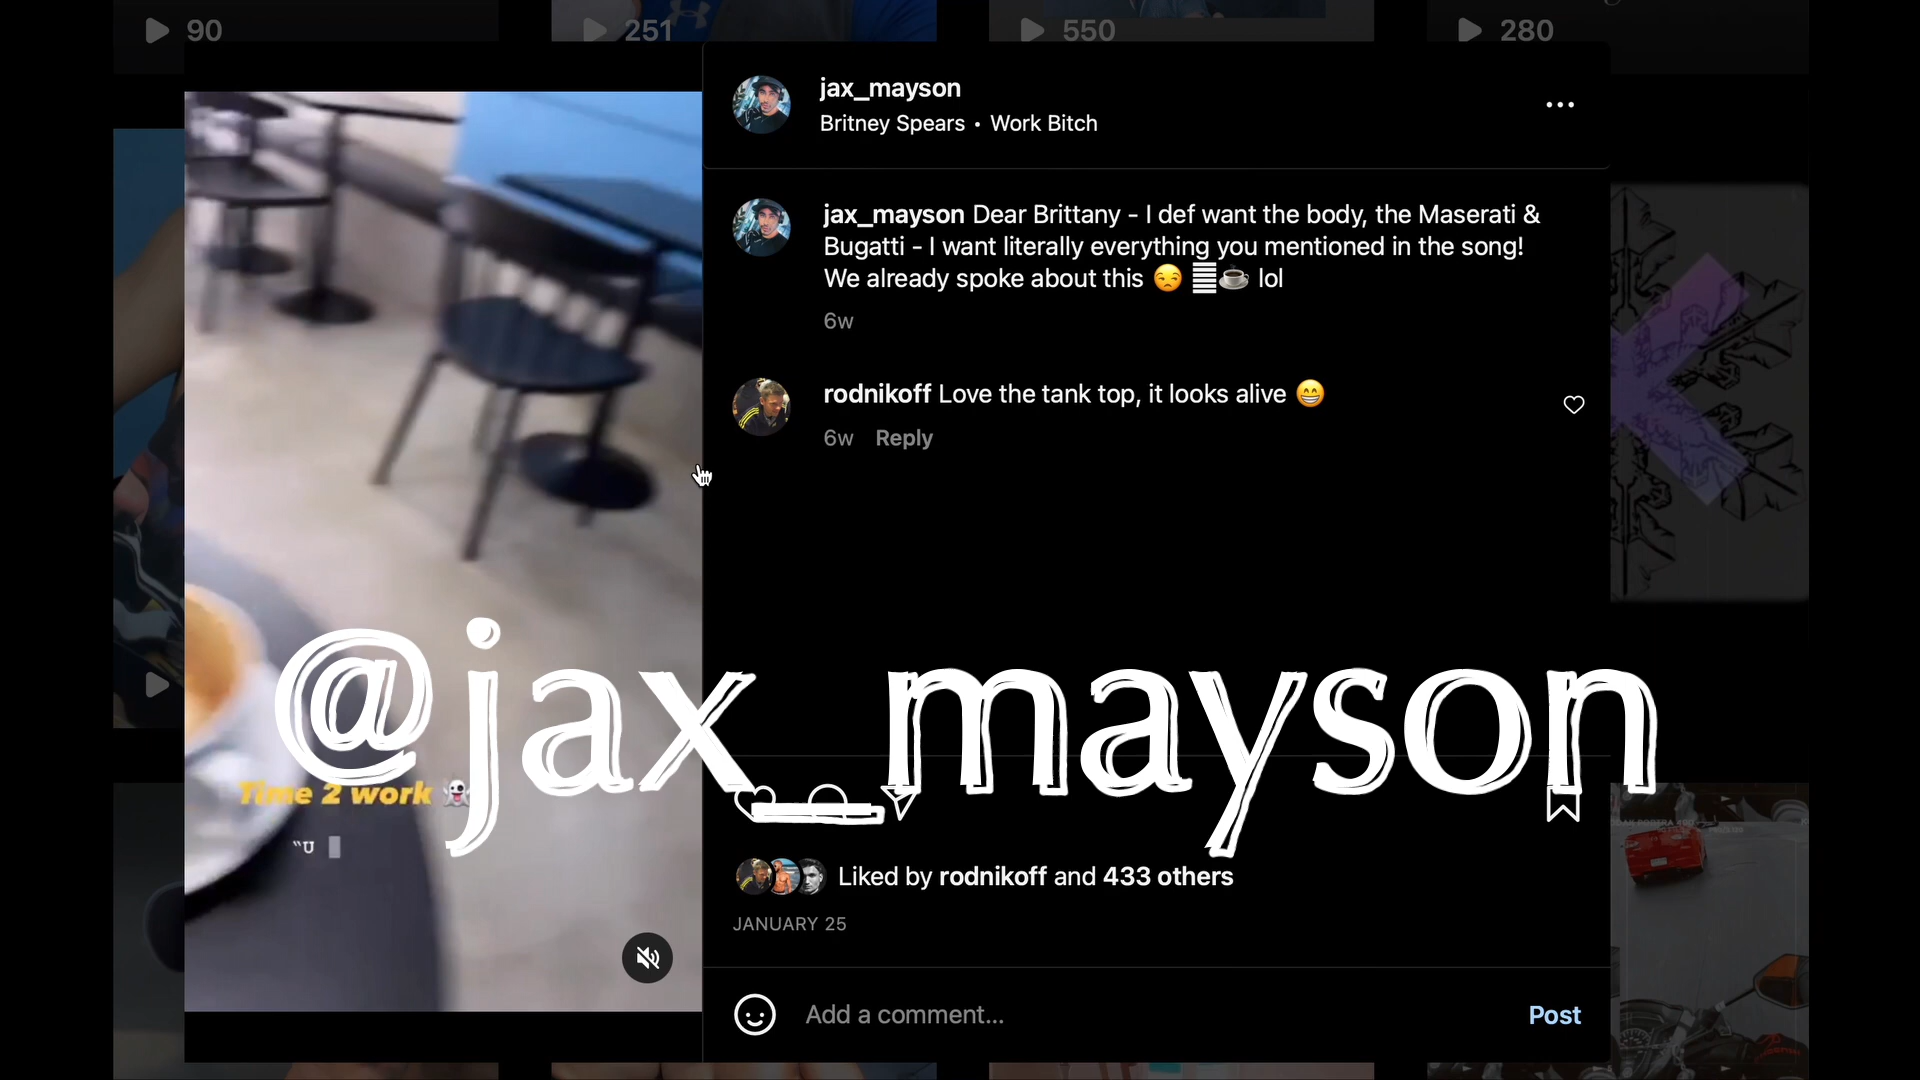 90
251
550
280
jax_mayson
Britney Spears • Work Bitch
jax_mayson Dear Brittany - I def want the body, the Maserati &
Bugatti - I want literally everything you mentioned in the song!
We already spoke about this 😒 ☕ lol
6w
rodnikoff Love the tank top, it looks alive 😁
6w Reply
@jax_mayson
Time 2 work 👻
Liked by rodnikoff and 433 others
JANUARY 25
Add a comment...
Post